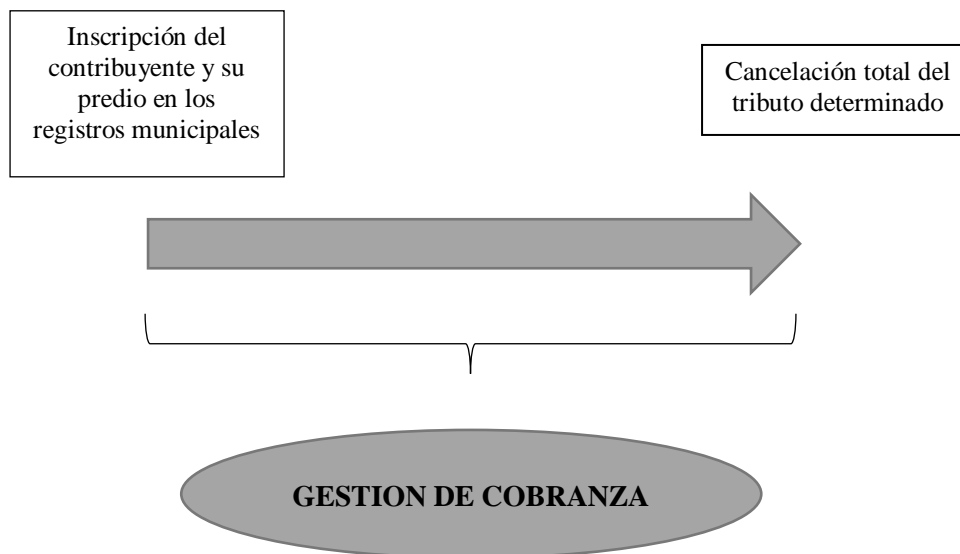 Inscripción del
contribuyente y su
predio en los
registros municipales
Cancelación total del
tributo determinado
GESTION DE COBRANZA